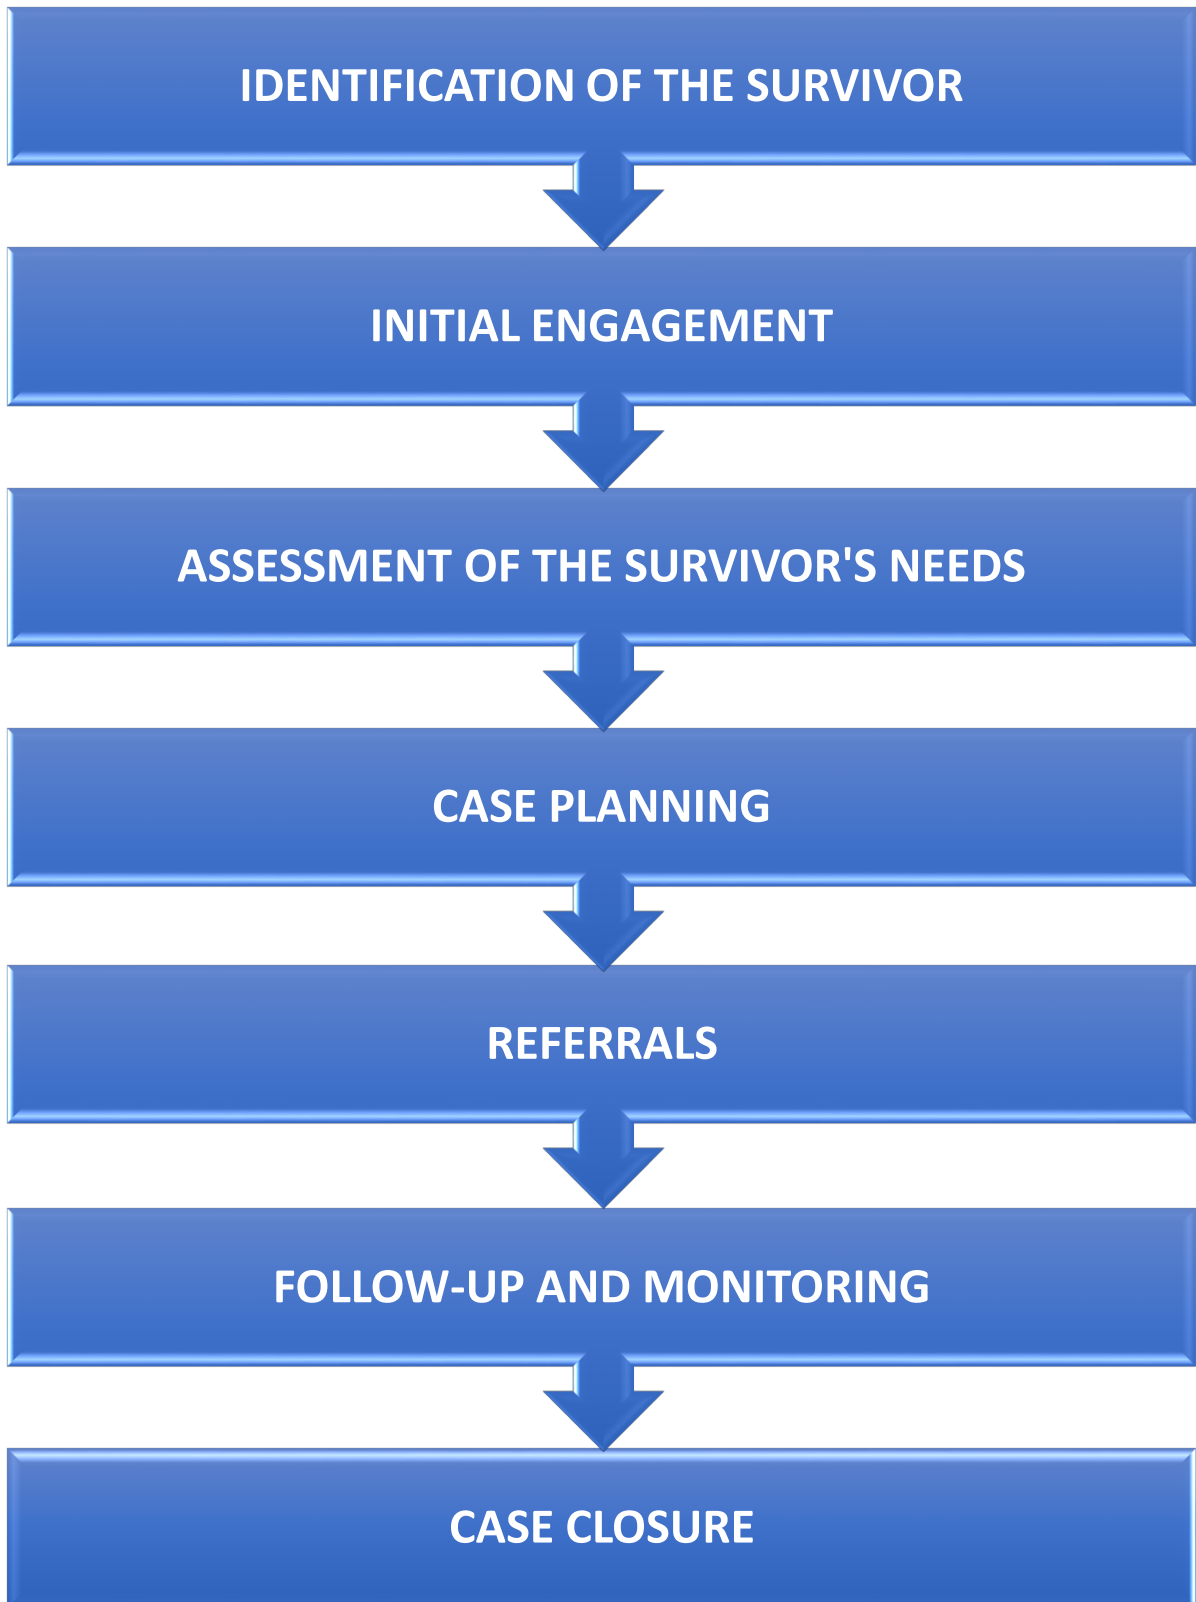 IDENTIFICATION OF THE SURVIVOR
INITIAL ENGAGEMENT
ASSESSMENT OF THE SURVIVOR'S NEEDS
CASE PLANNING
REFERRALS
FOLLOW-UP AND MONITORING
CASE CLOSURE